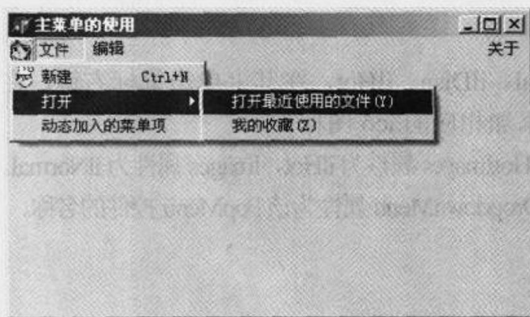 主菜单的使用
文件 编辑 关于
新建 Ctrl+N
打开 打开最近使用的文件(Y)
动态加入的菜单项 我的收藏(Z)